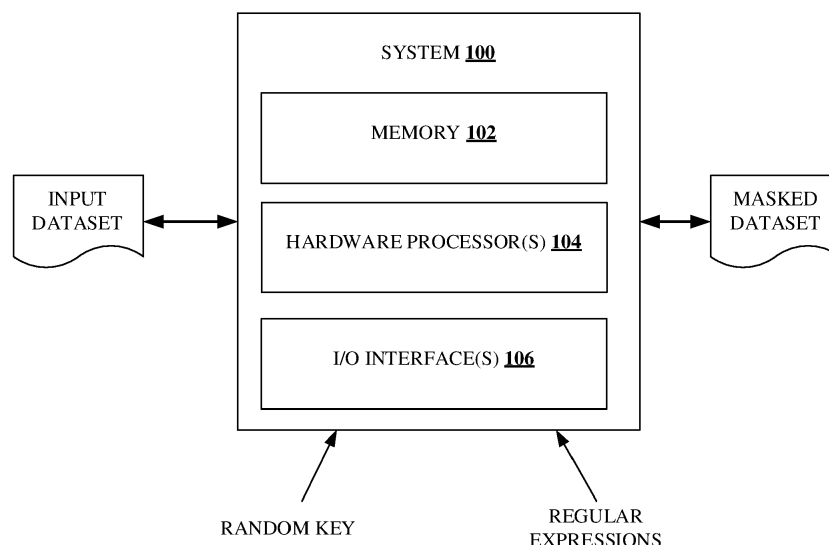 SYSTEM 100
MEMORY 102
INPUT
DATASET
HARDWARE PROCESSOR(S) 104
MASKED
DATASET
I/O INTERFACE(S) 106
RANDOM KEY
REGULAR
EXPRESSIONS